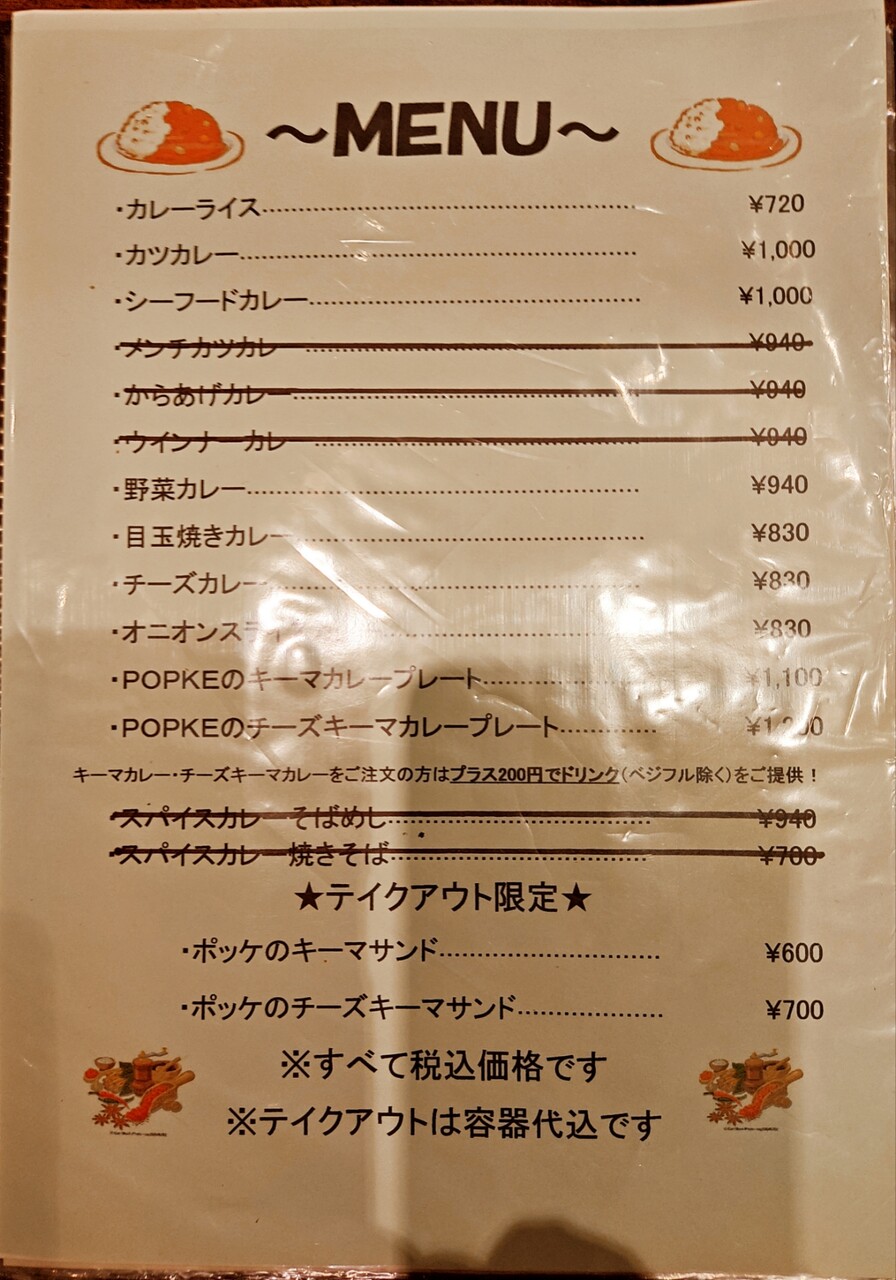 ～MENU～
・カレーライス ¥720
・カツカレー ¥1,000
・シーフードカレー ¥1,000
・メンチカツカレー ¥940
・からあげカレー ¥940
・ウインナーカレー ¥940
・野菜カレー ¥940
・目玉焼きカレー ¥830
・チーズカレー ¥830
・オニオンスライ ¥830
・POPKEのキーマカレープレート ¥1,100
・POPKEのチーズキーマカレープレート
キーマカレー・チーズキーマカレーをご注文の方はプラス200円でドリンク(ベジフル除く)をご提供！
・スパイスカレーそばめし ¥940
・スパイスカレー焼きそば ¥700
★テイクアウト限定★
・ポッケのキーマサンド ¥600
・ポッケのチーズキーマサンド ¥700
※すべて税込価格です
※テイクアウトは容器代込です